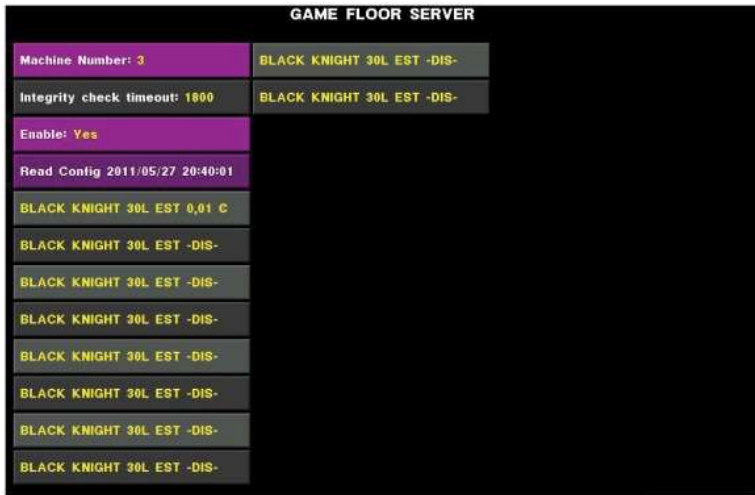 GAME FLOOR SERVER
Machine Number: 3
Integrity check timeout: 1800
Enable: Yes
Read Config 2011/05/27 20:40:01
BLACK KNIGHT 30L EST 0,01 €
BLACK KNIGHT 30L EST -DIS-
BLACK KNIGHT 30L EST -DIS-
BLACK KNIGHT 30L EST -DIS-
BLACK KNIGHT 30L EST -DIS-
BLACK KNIGHT 30L EST -DIS-
BLACK KNIGHT 30L EST -DIS-
BLACK KNIGHT 30L EST -DIS-
BLACK KNIGHT 30L EST -DIS-
BLACK KNIGHT 30L EST -DIS-